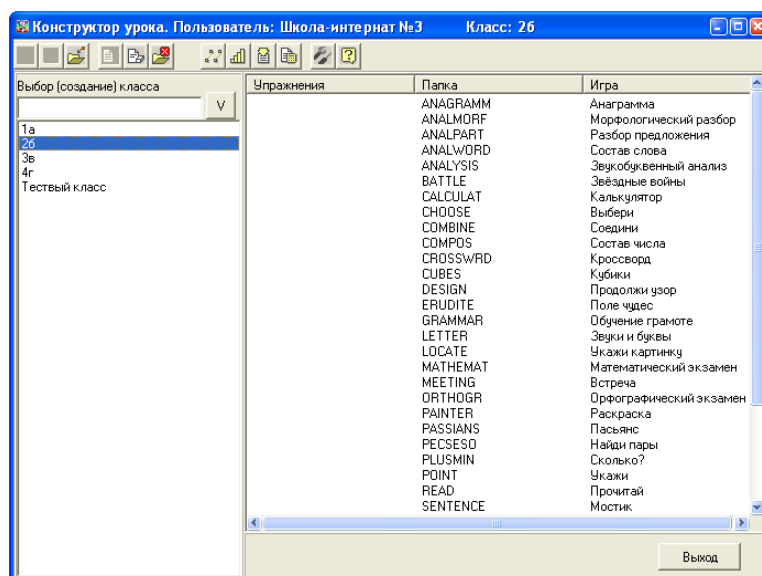 Конструктор урока. Пользователь: Школа-интернат №3 Класс: 2б
Выбор (создание) класса
V
1а
2б
3в
4г
Тествый класс
Упражнения Папка Игра
ANAGRAMM Анаграмма
ANALMORF Морфологический разбор
ANALPART Разбор предложения
ANALWORD Состав слова
ANALYSIS Звукобуквенный анализ
BATTLE Звёздные войны
CALCULAT Калькулятор
CHOOSE Выбери
COMBINE Соедини
COMPOS Состав числа
CROSSWRD Кроссворд
CUBES Кубики
DESIGN Продолжи узор
ERUDITE Поле чудес
GRAMMAR Обучение грамоте
LETTER Звуки и буквы
LOCATE Укажи картинку
MATHEMAT Математический экзамен
MEETING Встреча
ORTHOGR Орфографический экзамен
PAINTER Раскраска
PASSIANS Пасьянс
PECSESO Найди пары
PLUSMIN Сколько?
POINT Укажи
READ Прочитай
SENTENCE Мостик
Выход